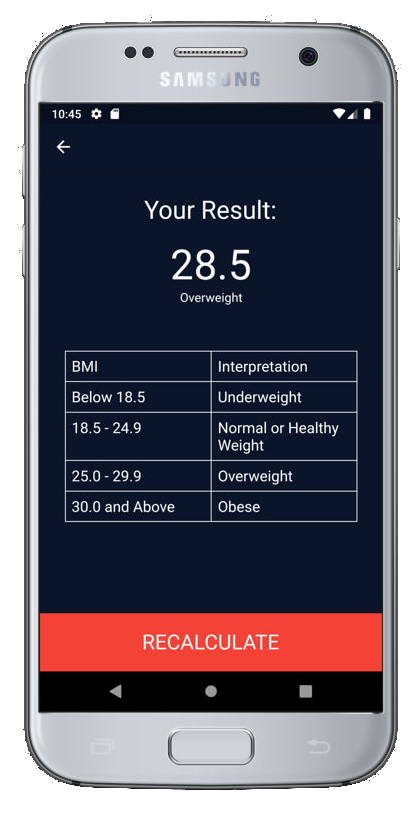 SAMSUNG
10:45
Your Result:
28.5
Overweight
BMI Interpretation
Below 18.5 Underweight
18.5 - 24.9 Normal or Healthy
Weight
25.0 - 29.9 Overweight
30.0 and Above Obese
RECALCULATE